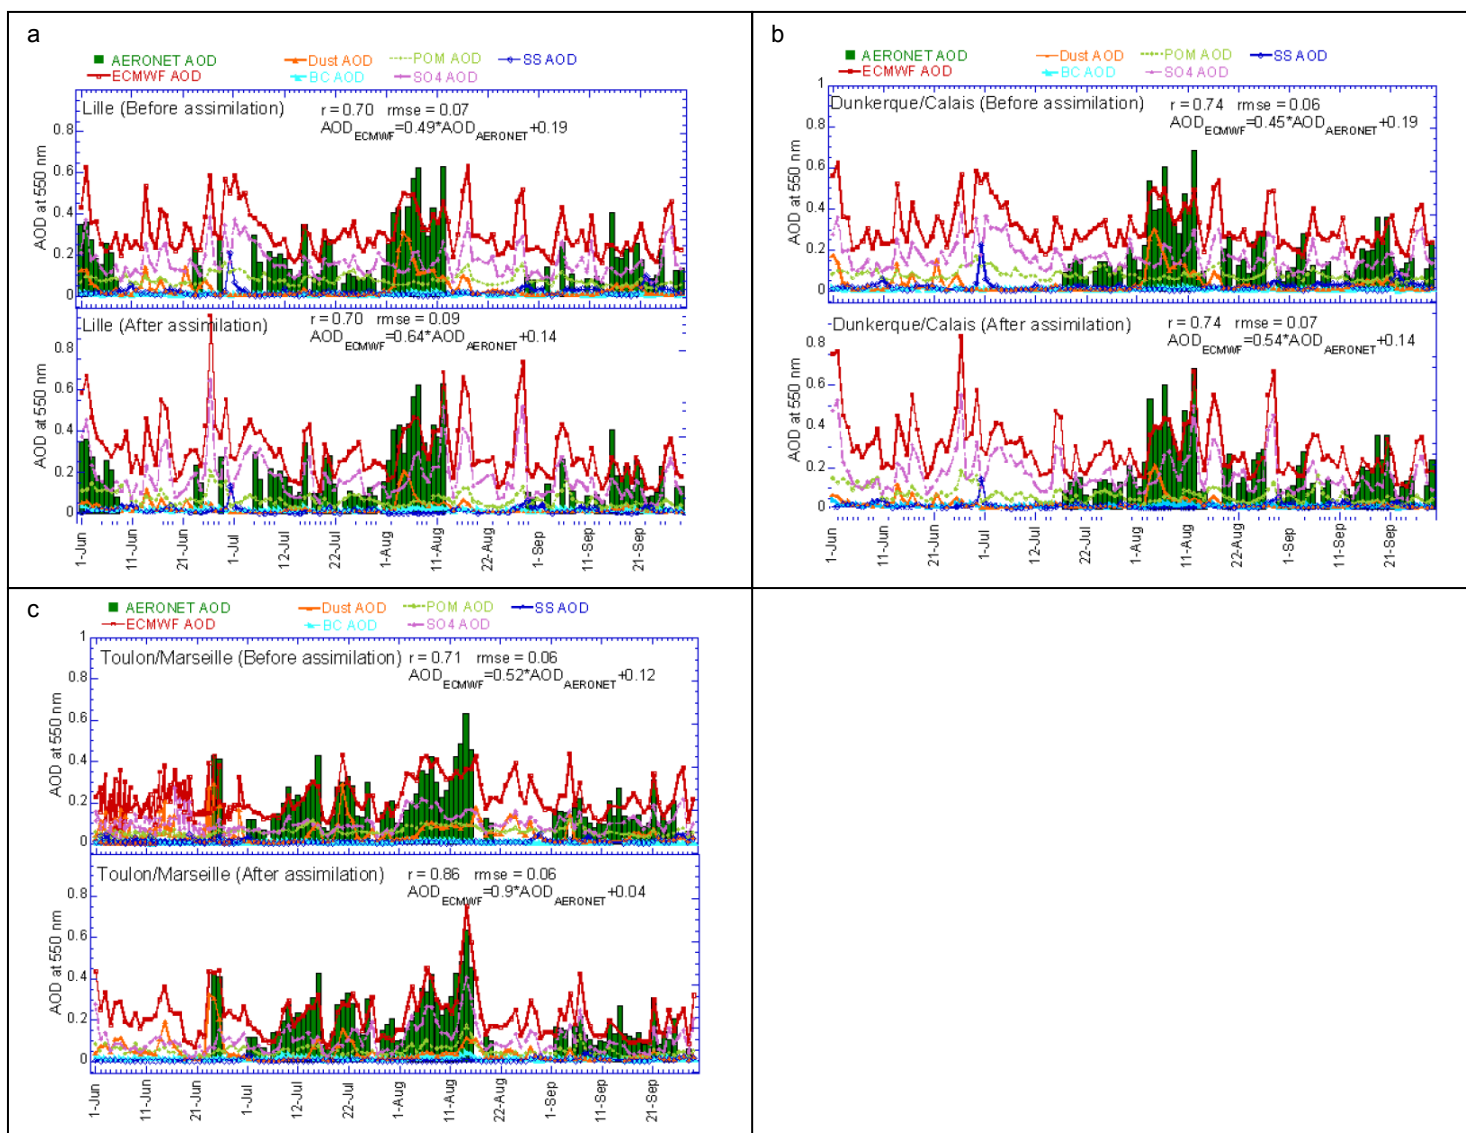 a
AERONET AOD Dust AOD POM AOD SS AOD
ECMWF AOD BC AOD SO4 AOD
Lille (Before assimilation) r = 0.70 rmse = 0.07
AOD_ECMWF=0.49*AOD_AERONET+0.19
AOD at 550 nm
0.8
0.6
0.4
0.2
0
Lille (After assimilation) r = 0.70 rmse = 0.09
AOD_ECMWF=0.64*AOD_AERONET+0.14
AOD at 550 nm
0.8
0.6
0.4
0.2
0
1-Jun 11-Jun 21-Jun 1-Jul 12-Jul 22-Jul 1-Aug 11-Aug 22-Aug 1-Sep 11-Sep 21-Sep
b
AERONET AOD Dust AOD POM AOD SS AOD
ECMWF AOD BC AOD SO4 AOD
1
Dunkerque/Calais (Before assimilation) r = 0.74 rmse = 0.06
AOD_ECMWF=0.45*AOD_AERONET+0.19
AOD at 550 nm
0.8
0.6
0.4
0.2
0
Dunkerque/Calais (After assimilation) r = 0.74 rmse = 0.07
AOD_ECMWF=0.54*AOD_AERONET+0.14
AOD at 550 nm
0.8
0.6
0.4
0.2
0
1-Jun 11-Jun 21-Jun 1-Jul 12-Jul 22-Jul 1-Aug 11-Aug 22-Aug 1-Sep 11-Sep 21-Sep
c
AERONET AOD Dust AOD POM AOD SS AOD
ECMWF AOD BC AOD SO4 AOD
1
Toulon/Marseille (Before assimilation) r = 0.71 rmse = 0.06
AOD_ECMWF=0.52*AOD_AERONET+0.12
AOD at 550 nm
0.8
0.6
0.4
0.2
0
Toulon/Marseille (After assimilation) r = 0.86 rmse = 0.06
AOD_ECMWF=0.9*AOD_AERONET+0.04
AOD at 550 nm
0.8
0.6
0.4
0.2
0
1-Jun 11-Jun 21-Jun 1-Jul 12-Jul 22-Jul 1-Aug 11-Aug 22-Aug 1-Sep 11-Sep 21-Sep